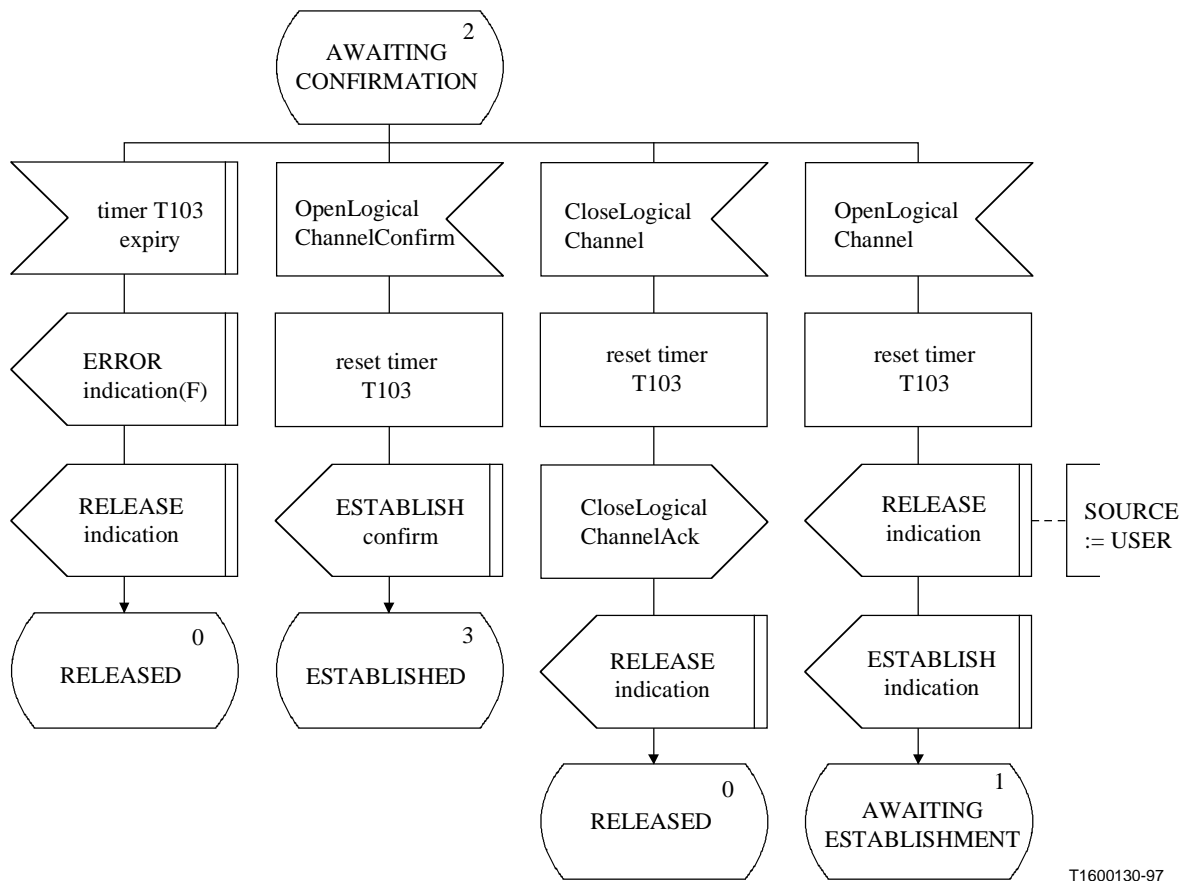 2
AWAITING
CONFIRMATION
timer T103
expiry
OpenLogical
ChannelConfirm
CloseLogical
Channel
OpenLogical
Channel
ERROR
indication(F)
reset timer
T103
reset timer
T103
reset timer
T103
RELEASE
indication
ESTABLISH
confirm
CloseLogical
ChannelAck
RELEASE
indication
SOURCE
:= USER
0
RELEASED
3
ESTABLISHED
RELEASE
indication
ESTABLISH
indication
0
RELEASED
1
AWAITING
ESTABLISHMENT
T1600130-97